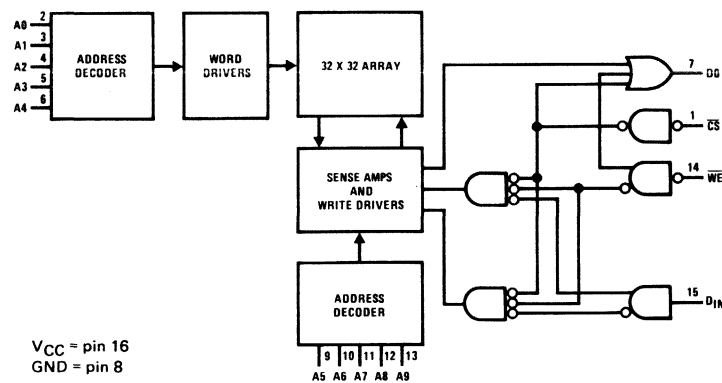 A0 2
A1 3
A2 4
A3 5
A4 6
ADDRESS
DECODER
WORD
DRIVERS
32 X 32 ARRAY
7 DO
1 CS
14 WE
SENSE AMPS
AND
WRITE DRIVERS
15 DIN
ADDRESS
DECODER
9 10 11 12 13
A5 A6 A7 A8 A9
VCC = pin 16
GND = pin 8